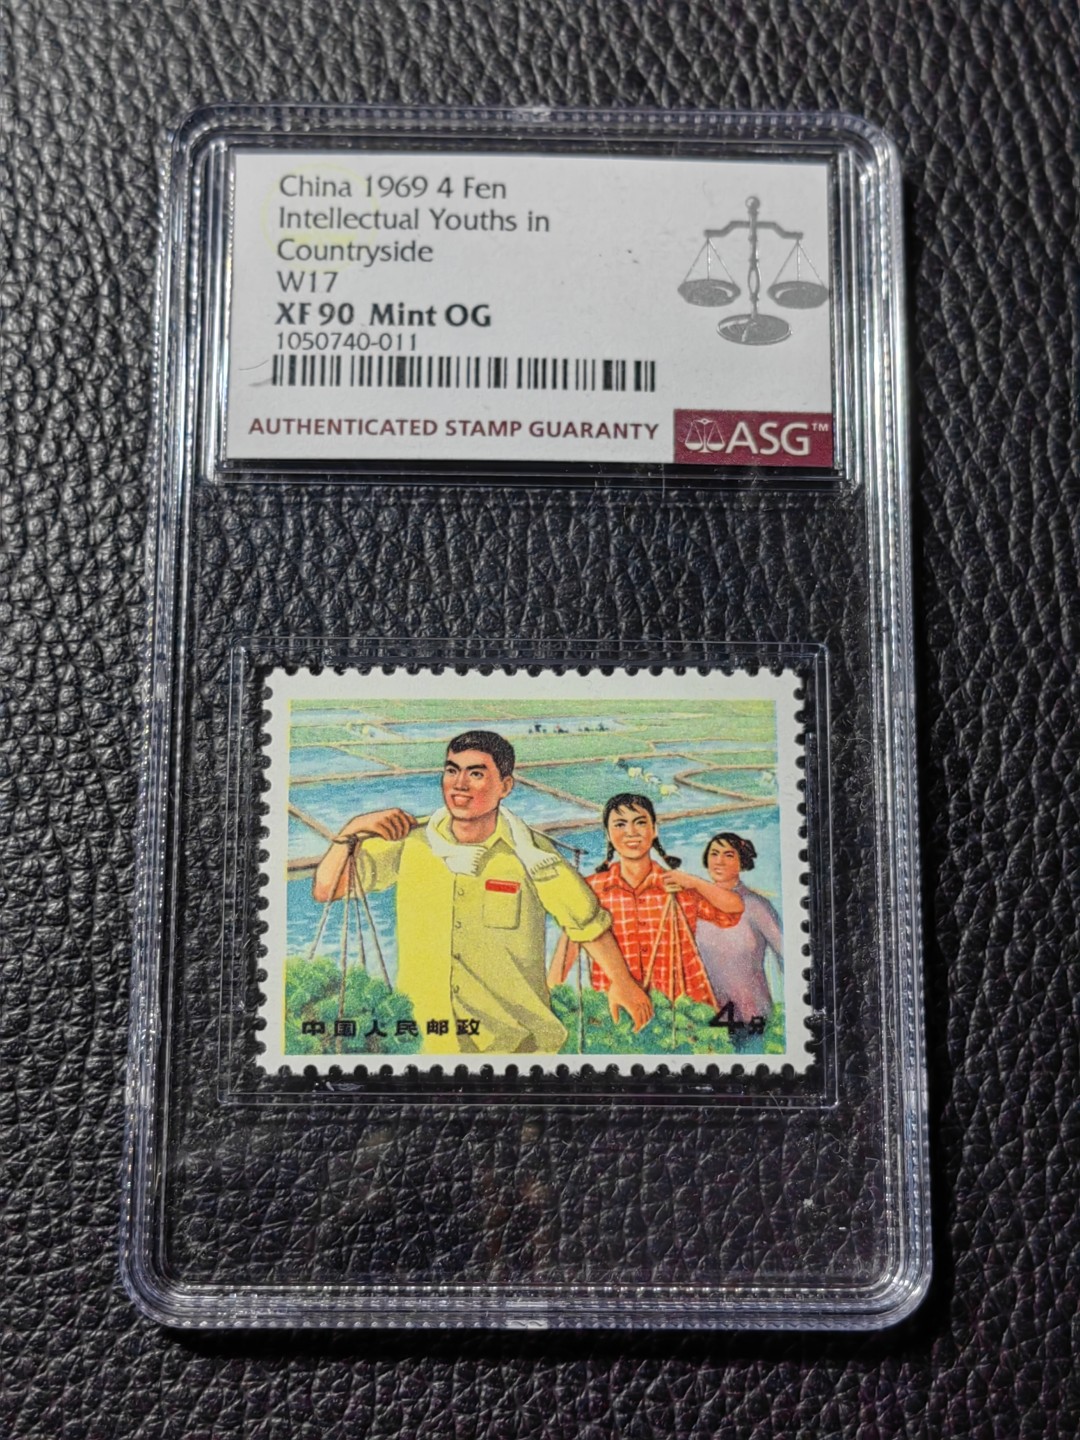 China 1969 4 Fen
Intellectual Youths in
Countryside
W17
XF 90 Mint OG
1050740-011
AUTHENTICATED STAMP GUARANTY
ASG™
中国人民邮政
4分